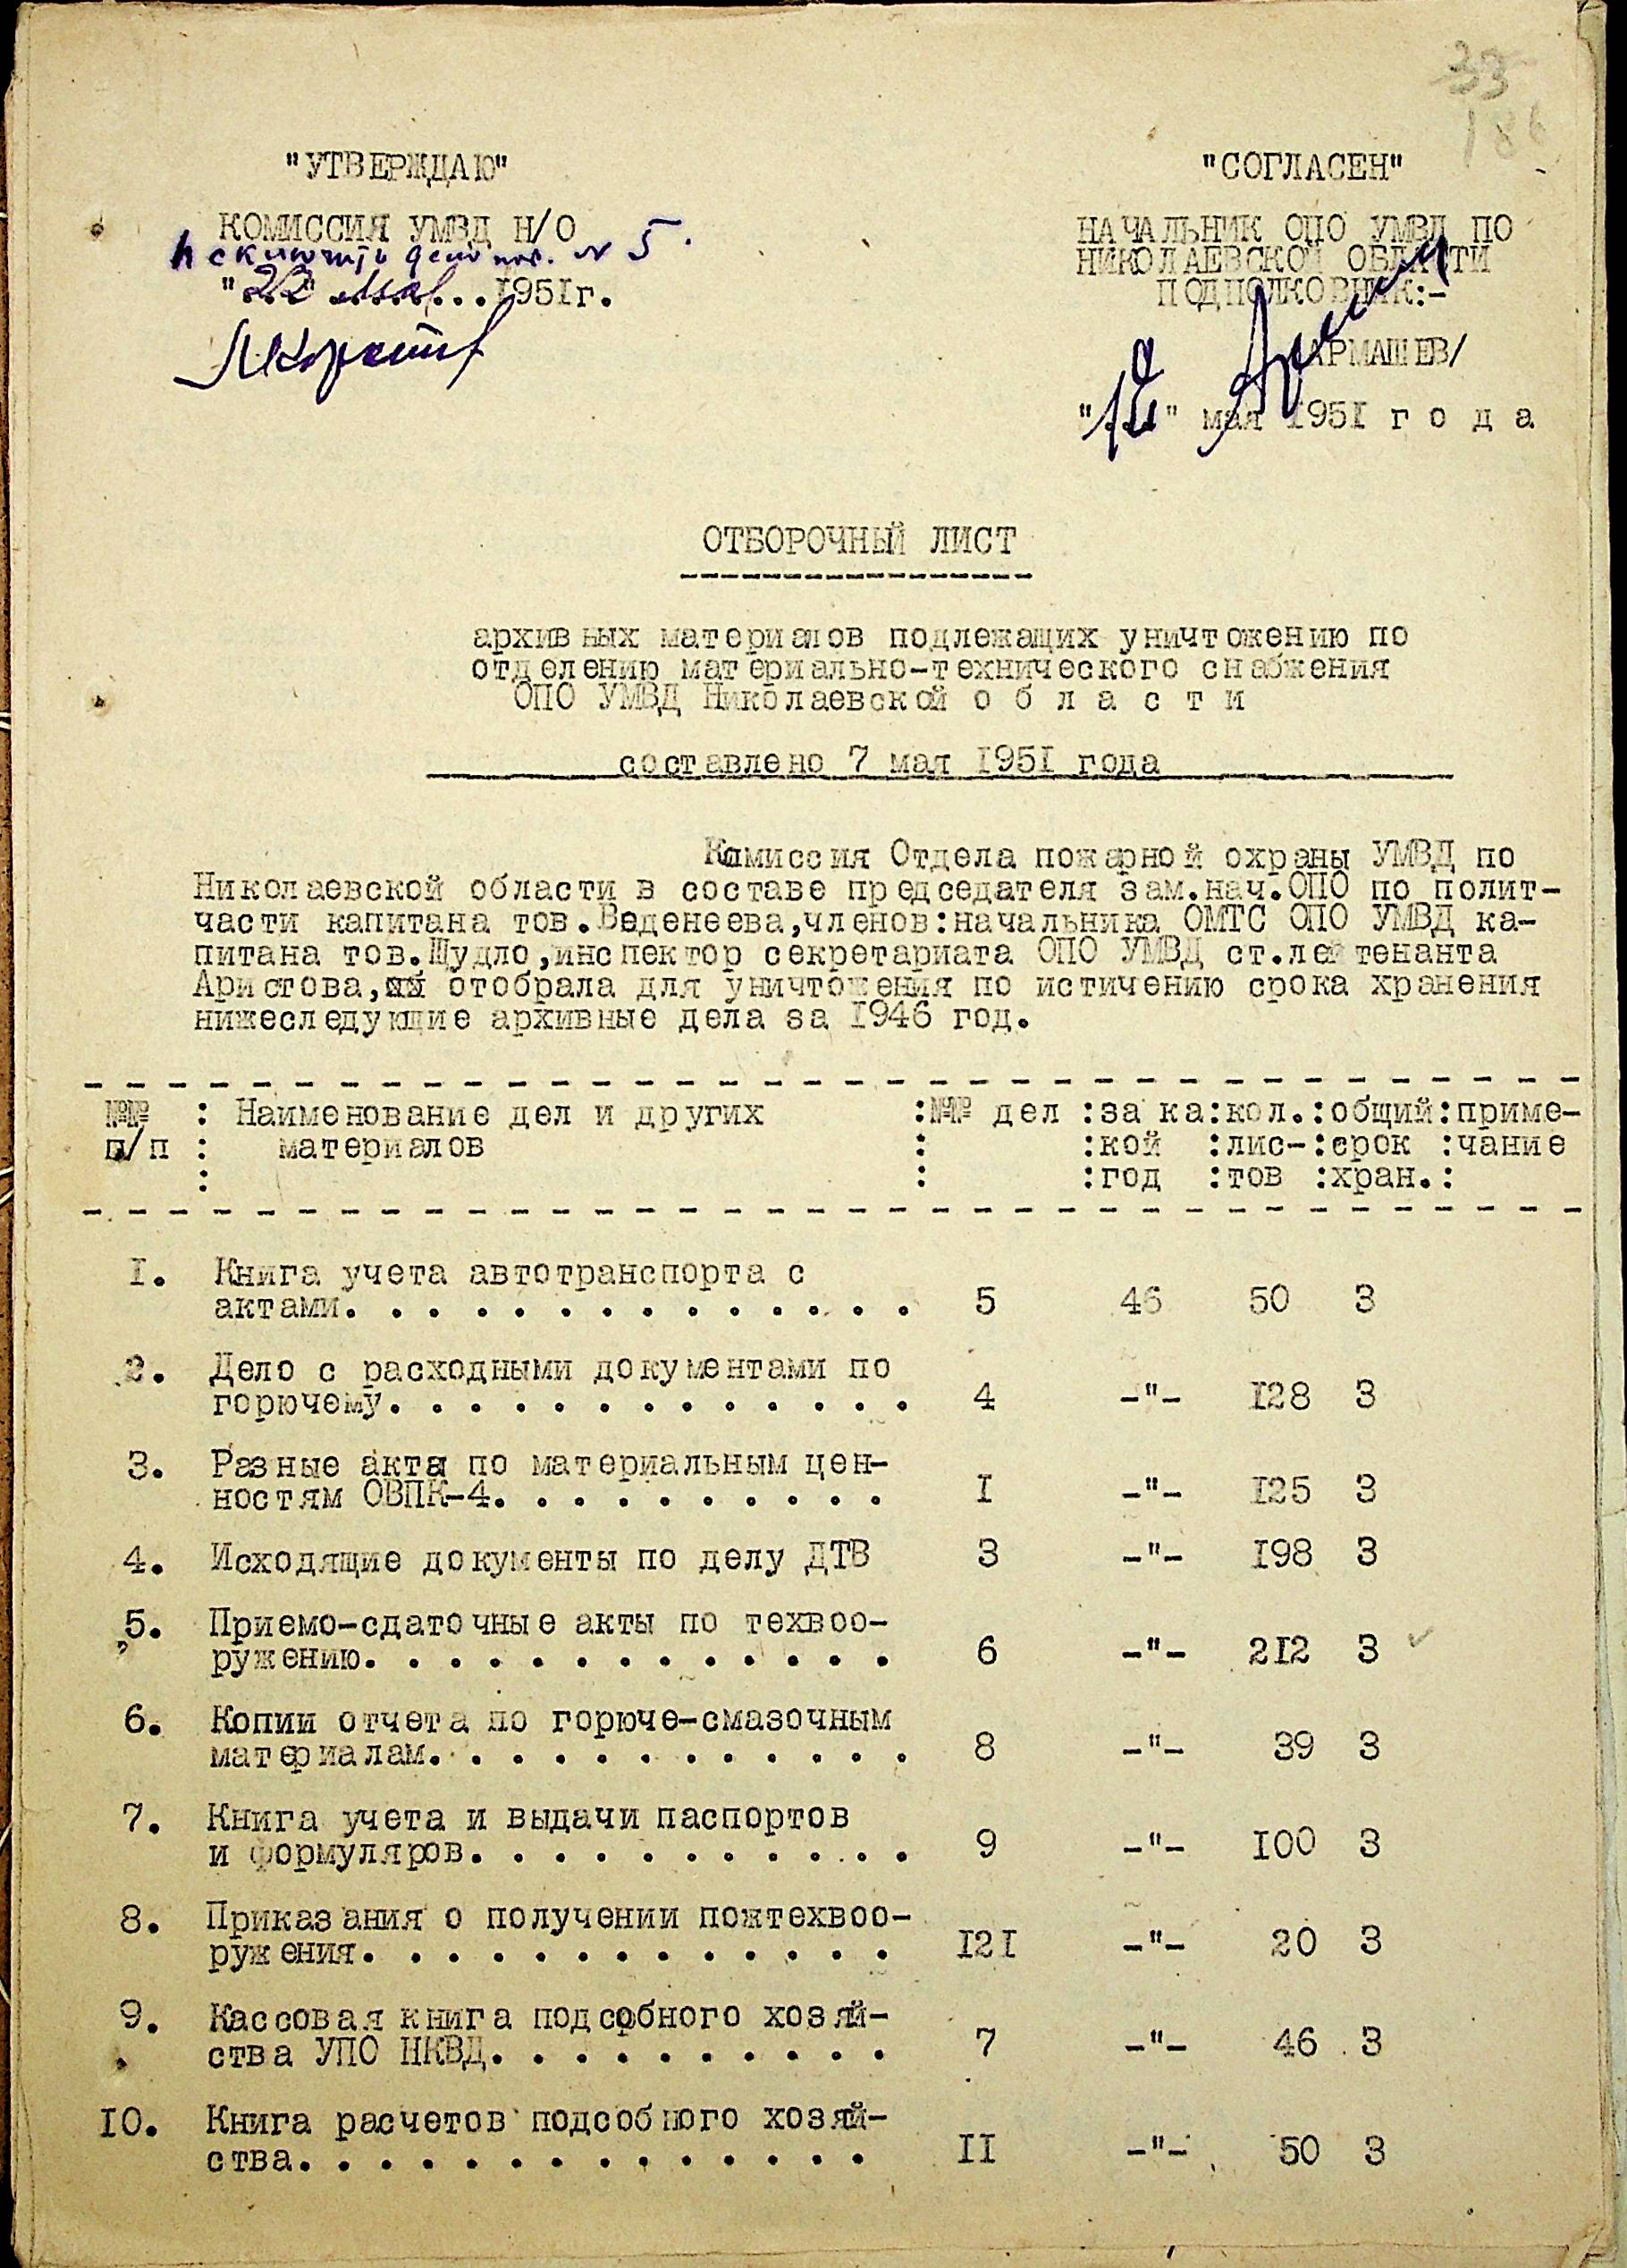 33
186
"УТВЕРЖДАЮ"
КОМИССИЯ УМВД Н/О
№ 5.
"22" мая 1951г.
"СОГЛАСЕН"
НАЧАЛЬНИК ОПО УМВД ПО
НИКОЛАЕВСКОЙ ОБЛАСТИ
ПОДПОЛКОВНИК:-
АРМАШЕВ/
" " мая 1951 г о д а
ОТБОРОЧНЫЙ ЛИСТ
архивных материалов подлежащих уничтожению по
отделению материально-технического снабжения
ОПО УМВД Николаевской о б л а с т и
составлено 7 мая 1951 года
Комиссия Отдела пожарной охраны УМВД по
Николаевской области в составе председателя зам.нач.ОПО по полит-
части капитана тов.Веденеева,членов:начальника ОМТС ОПО УМВД ка-
питана тов.Шудло,инспектор секретариата ОПО УМВД ст.лейтенанта
Аристова, отобрала для уничтожения по истичению срока хранения
нижеследующие архивные дела за 1946 год.
№№ : Наименование дел и других :№№ дел :за ка:кол.:общий:приме-
п/п : материалов : :кой :лис-:срок :чание
: : :год :тов :хран.:
1. Книга учета автотранспорта с
актами. . . . . . . . . . . . . . 5 46 50 3
2. Дело с расходными документами по
горючему. . . . . . . . . . . . . 4 -"- 128 3
3. Разные акты по материальным цен-
ностям ОВПК-4. . . . . . . . . . 1 -"- 125 3
4. Исходящие документы по делу ДТВ 3 -"- 198 3
5. Приемо-сдаточные акты по техвоо-
ружению. . . . . . . . . . . . . 6 -"- 212 3
6. Копии отчета по горюче-смазочным
материалам. . . . . . . . . . . . 8 -"- 39 3
7. Книга учета и выдачи паспортов
и формуляров. . . . . . . . . . . 9 -"- 100 3
8. Приказания о получении пожтехвоо-
ружения. . . . . . . . . . . . . 121 -"- 20 3
9. Кассовая книга подсобного хозяй-
ства УПО НКВД. . . . . . . . . . 7 -"- 46 3
10. Книга расчетов подсобного хозяй-
ства. . . . . . . . . . . . . . 11 -"- 50 3